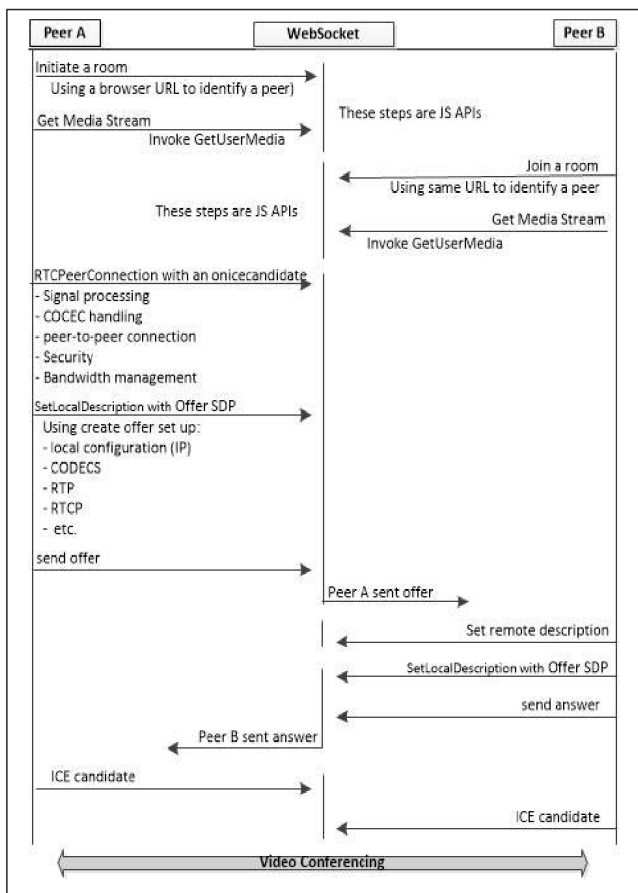 Peer A
WebSocket
Peer B
Initiate a room
Using a browser URL to identify a peer)
These steps are JS APIs
Get Media Stream
Invoke GetUserMedia
Join a room
Using same URL to identify a peer
These steps are JS APIs
Get Media Stream
Invoke GetUserMedia
RTCPeerConnection with an onicecandidate
- Signal processing
- COCEC handling
- peer-to-peer connection
- Security
- Bandwidth management
SetLocalDescription with Offer SDP
Using create offer set up:
- local configuration (IP)
- CODECS
- RTP
- RTCP
- etc.
send offer
Peer A sent offer
Set remote description
SetLocalDescription with Offer SDP
send answer
Peer B sent answer
ICE candidate
ICE candidate
Video Conferencing